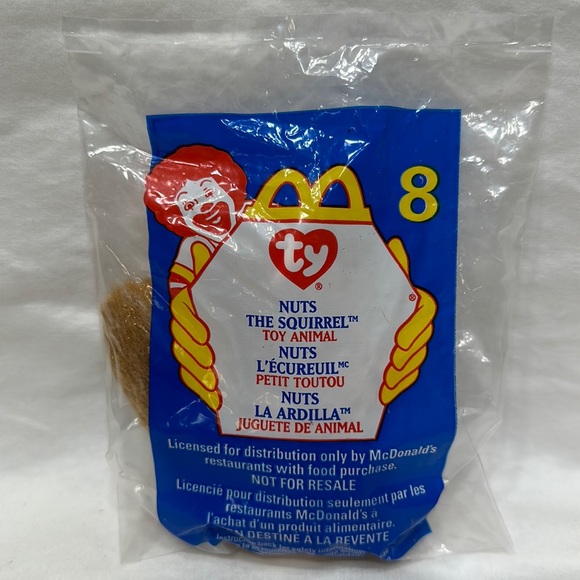 8
ty®
NUTS
THE SQUIRREL™
TOY ANIMAL
NUTS
L'ÉCUREUIL MC
PETIT TOUTOU
NUTS
LA ARDILLA™
JUGUETE DE ANIMAL
®
Licensed for distribution only by McDonald's
restaurants with food purchase.
NOT FOR RESALE
Licencié pour distribution seulement par les
restaurants McDonald's à
l'achat d'un produit alimentaire.
DESTINE A LA REVENTE